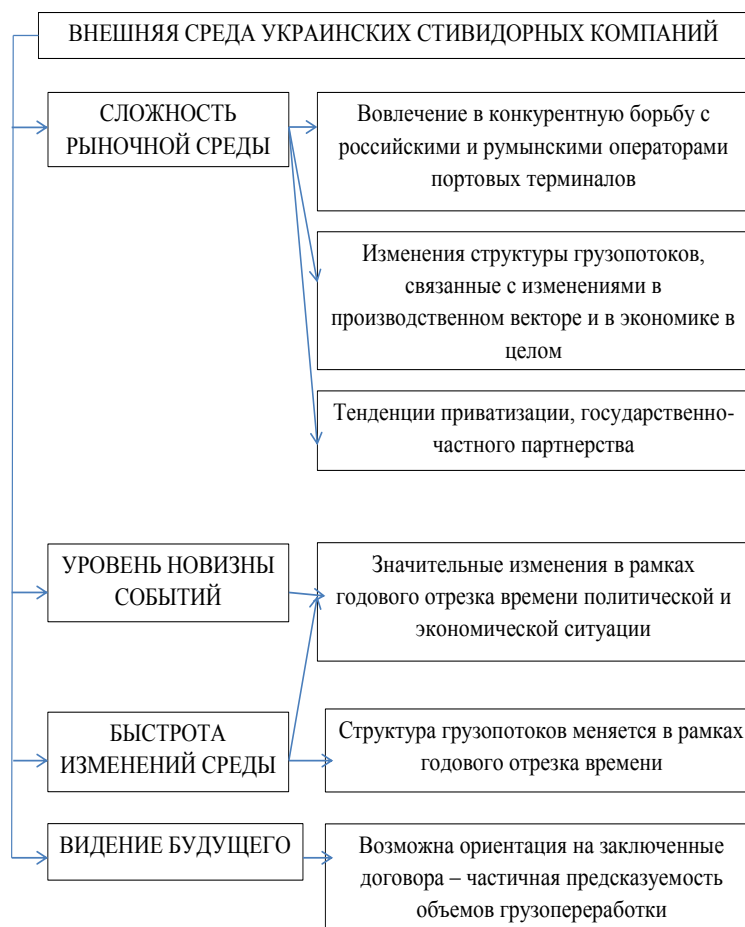 ВНЕШНЯЯ СРЕДА УКРАИНСКИХ СТИВИДОРНЫХ КОМПАНИЙ
СЛОЖНОСТЬ
РЫНОЧНОЙ СРЕДЫ
Вовлечение в конкурентную борьбу с
российскими и румынскими операторами
портовых терминалов
Изменения структуры грузопотоков,
связанные с изменениями в
производственном векторе и в экономике в
целом
Тенденции приватизации, государственно-
частного партнерства
УРОВЕНЬ НОВИЗНЫ
СОБЫТИЙ
Значительные изменения в рамках
годового отрезка времени политической и
экономической ситуации
БЫСТРОТА
ИЗМЕНЕНИЙ СРЕДЫ
Структура грузопотоков меняется в рамках
годового отрезка времени
ВИДЕНИЕ БУДУЩЕГО
Возможна ориентация на заключенные
договора – частичная предсказуемость
объемов грузопереработки